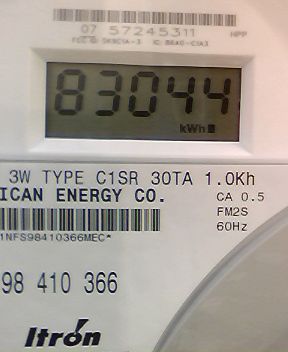 07 57245311
HPP
83044
kWh
3W TYPE C1SR 30TA 1.0Kh
ICAN ENERGY CO.
CA 0.5
FM2S
60Hz
1NFS98410366MEC*
98 410 366
Itron